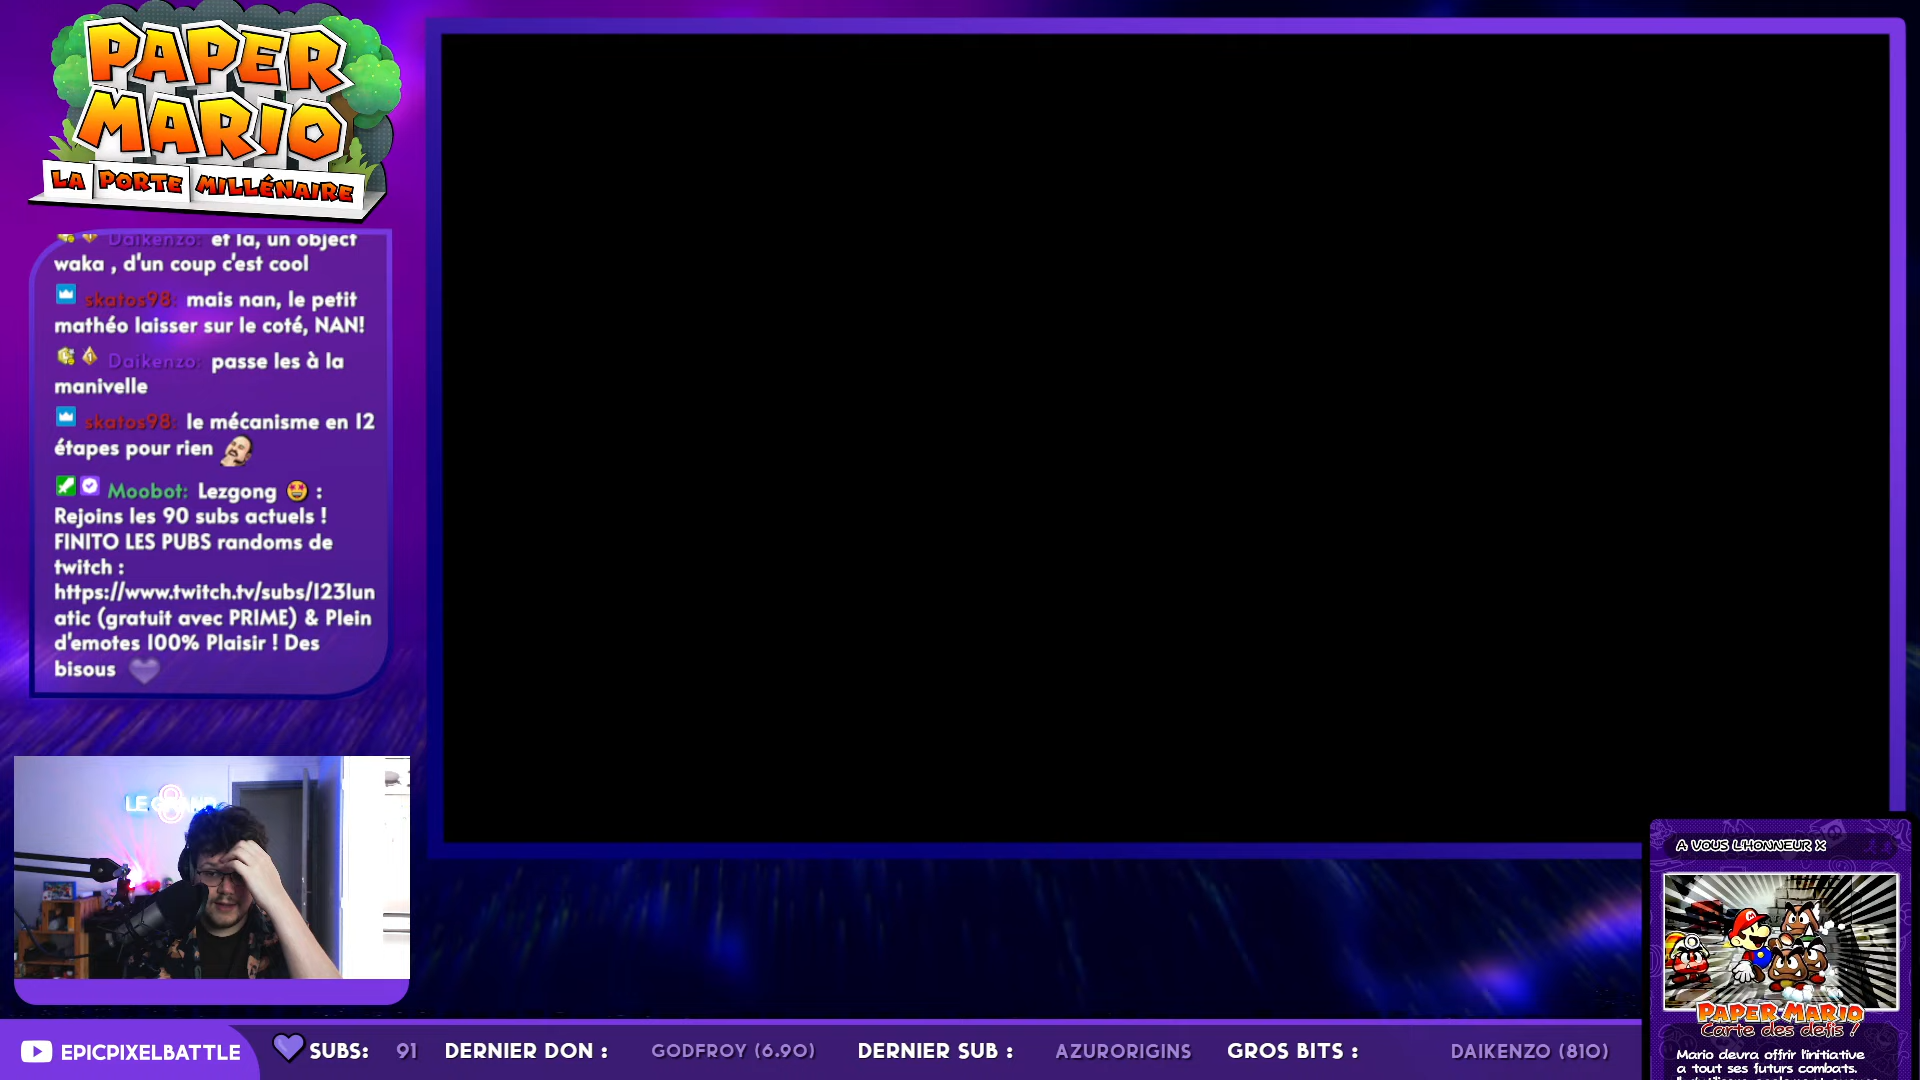 PAPER
MARIO
LA PORTE MILLÉNAIRE
Daikenzo: et la, un object
waka , d'un coup c'est cool
skatos98: mais nan, le petit
mathéo laisser sur le coté, NAN!
Daikenzo: passe les à la
manivelle
skatos98: le mécanisme en 12
étapes pour rien
Moobot: Lezgong 🤩 :
Rejoins les 90 subs actuels !
FINITO LES PUBS randoms de
twitch :
https://www.twitch.tv/subs/123lun
atic (gratuit avec PRIME) & Plein
d'emotes 100% Plaisir ! Des
bisous
LE GRAND
A VOUS L'HONNEUR X
PAPER MARIO
Carte des défis !
Mario devra offrir l'initiative
a tout ses futurs combats.
EPICPIXELBATTLE
SUBS: 91 DERNIER DON : GODFROY (6.90) DERNIER SUB : AZURORIGINS GROS BITS : DAIKENZO (810)